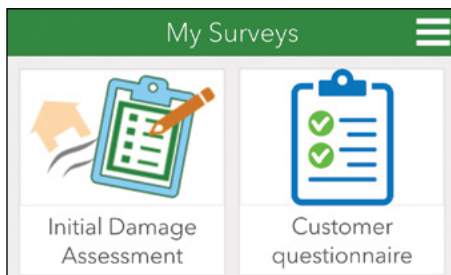 My Surveys
Initial Damage
Assessment
Customer
questionnaire